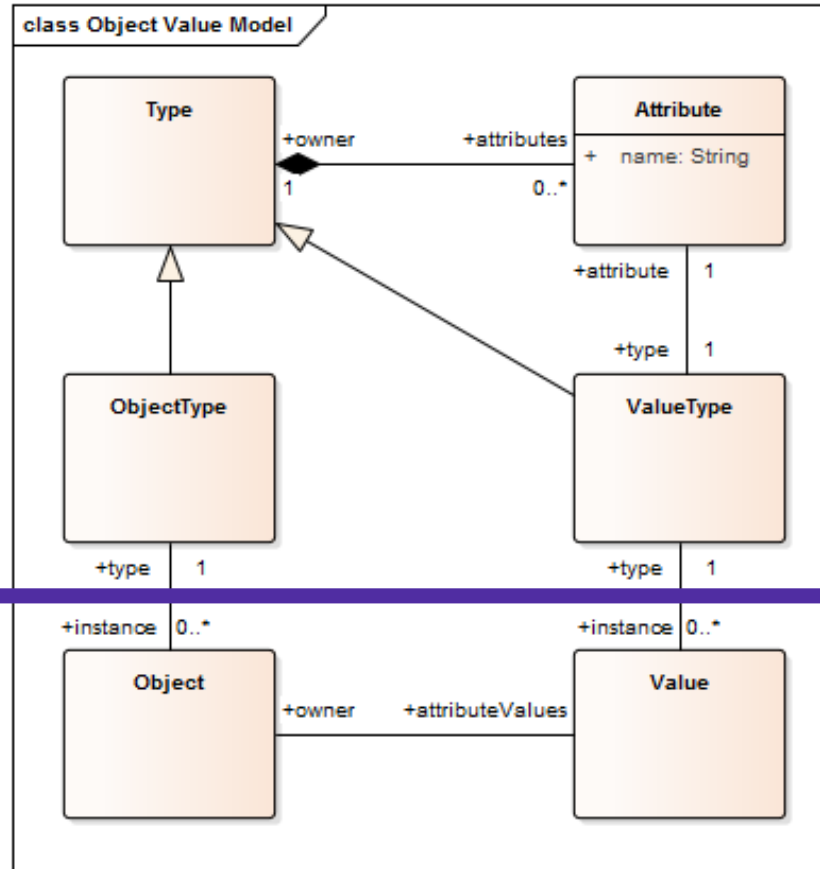 class Object Value Model
Type
Attribute
+owner
+attributes
+ name: String
1
0..*
+attribute 1
+type 1
ObjectType
ValueType
+type 1
+type 1
+instance 0..*
+instance 0..*
Object
Value
+owner
+attributeValues